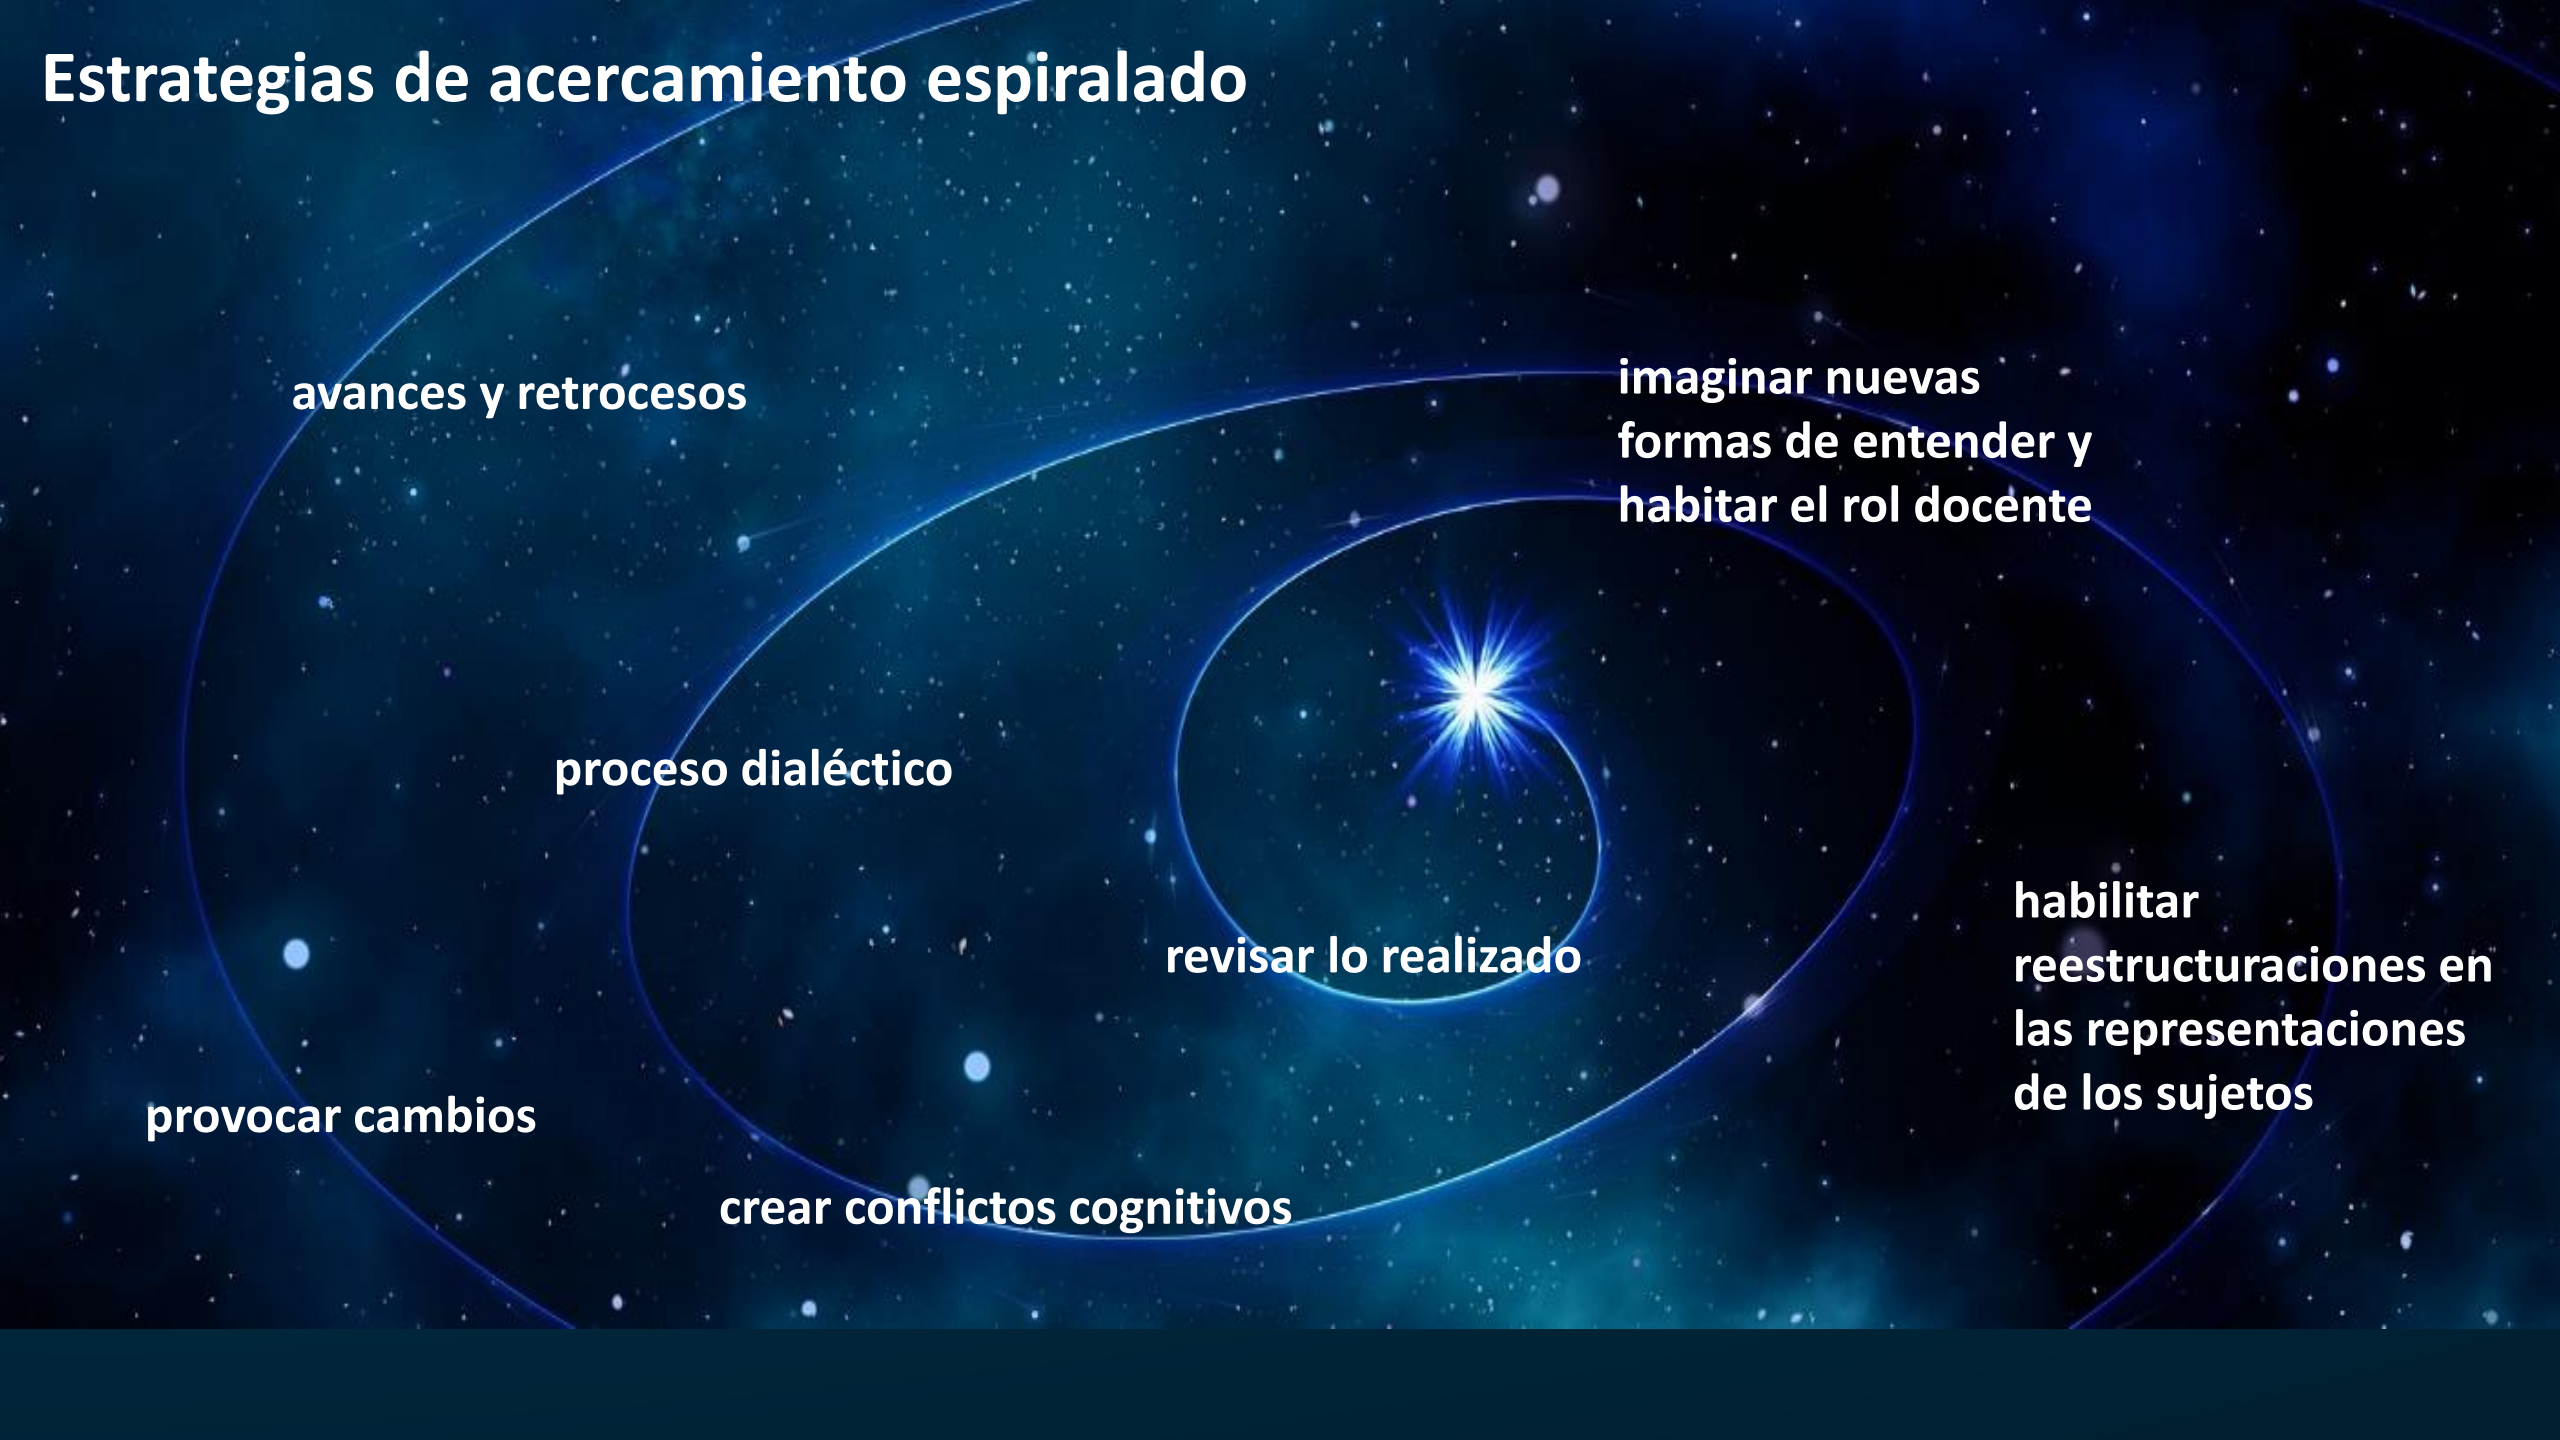 Estrategias de acercamiento espiralado
avances y retrocesos
imaginar nuevas
formas de entender y
habitar el rol docente
proceso dialéctico
revisar lo realizado
habilitar
reestructuraciones en
las representaciones
de los sujetos
provocar cambios
crear conflictos cognitivos